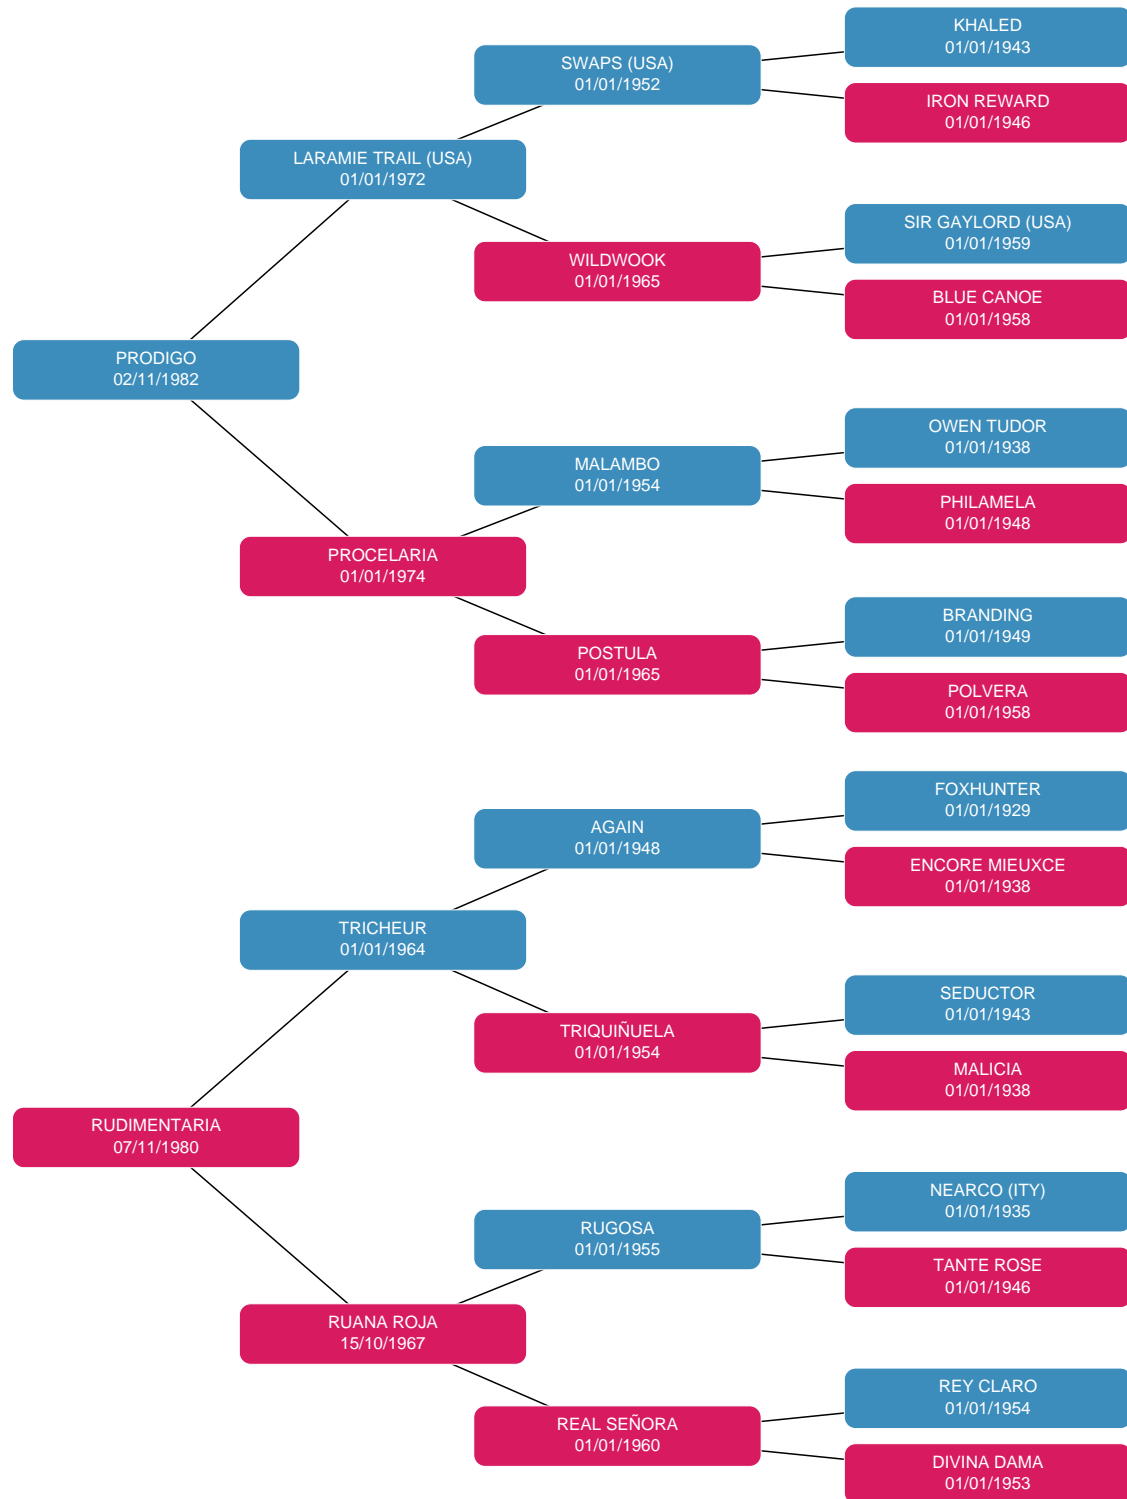 KHALED
01/01/1943
SWAPS (USA)
01/01/1952
IRON REWARD
01/01/1946
LARAMIE TRAIL (USA)
01/01/1972
SIR GAYLORD (USA)
01/01/1959
WILDWOOK
01/01/1965
BLUE CANOE
01/01/1958
PRODIGO
02/11/1982
OWEN TUDOR
01/01/1938
MALAMBO
01/01/1954
PHILAMELA
01/01/1948
PROCELARIA
01/01/1974
BRANDING
01/01/1949
POSTULA
01/01/1965
POLVERA
01/01/1958
FOXHUNTER
01/01/1929
AGAIN
01/01/1948
ENCORE MIEUXCE
01/01/1938
TRICHEUR
01/01/1964
SEDUCTOR
01/01/1943
TRIQUIÑUELA
01/01/1954
MALICIA
01/01/1938
RUDIMENTARIA
07/11/1980
NEARCO (ITY)
01/01/1935
RUGOSA
01/01/1955
TANTE ROSE
01/01/1946
RUANA ROJA
15/10/1967
REY CLARO
01/01/1954
REAL SEÑORA
01/01/1960
DIVINA DAMA
01/01/1953